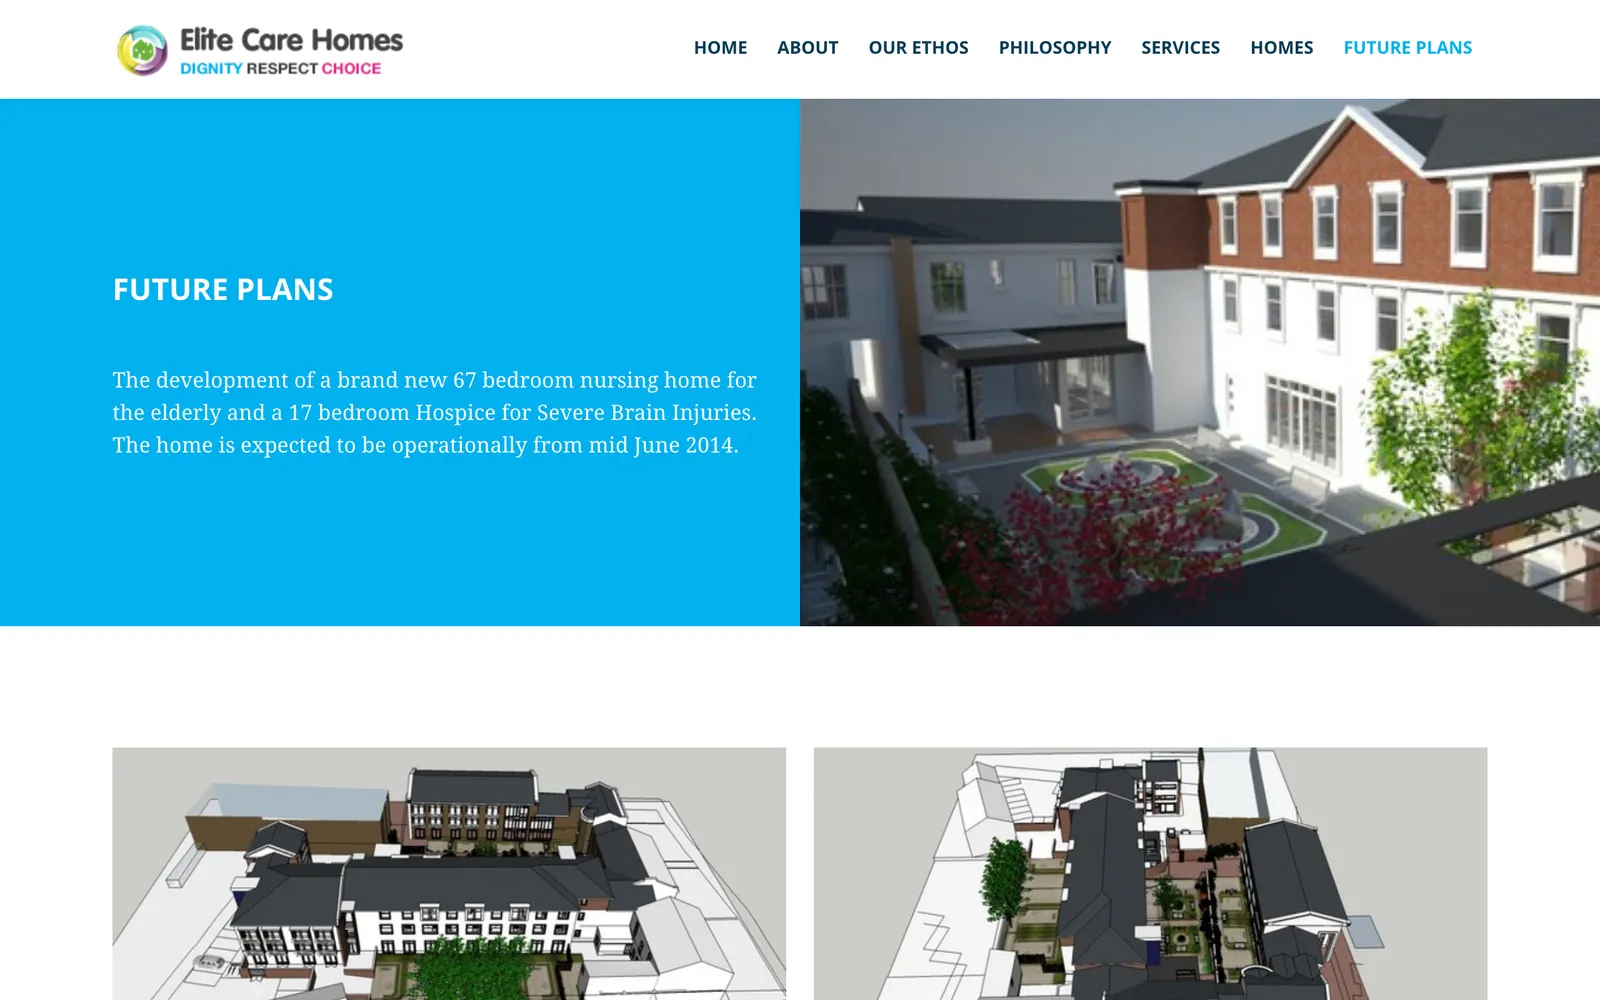 Elite Care Homes
DIGNITY RESPECT CHOICE
HOME ABOUT OUR ETHOS PHILOSOPHY SERVICES HOMES FUTURE PLANS
FUTURE PLANS
The development of a brand new 67 bedroom nursing home for
the elderly and a 17 bedroom Hospice for Severe Brain Injuries.
The home is expected to be operationally from mid June 2014.